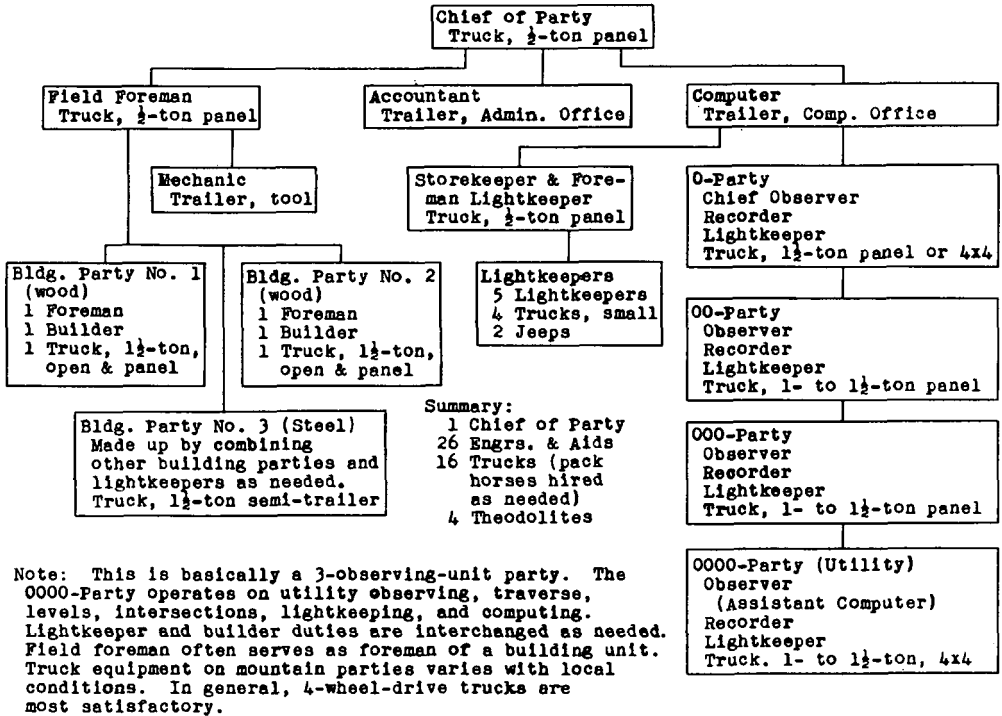 Chief of Party
Truck, ½-ton panel
Field Foreman
Truck, ½-ton panel
Accountant
Trailer, Admin. Office
Computer
Trailer, Comp. Office
Mechanic
Trailer, tool
Storekeeper & Fore-
man Lightkeeper
Truck, ½-ton panel
O-Party
Chief Observer
Recorder
Lightkeeper
Truck, 1½-ton panel or 4x4
Bldg. Party No. 1
(wood)
1 Foreman
1 Builder
1 Truck, 1½-ton,
open & panel
Bldg. Party No. 2
(wood)
1 Foreman
1 Builder
1 Truck, 1½-ton,
open & panel
Lightkeepers
5 Lightkeepers
4 Trucks, small
2 Jeeps
OO-Party
Observer
Recorder
Lightkeeper
Truck, 1- to 1½-ton panel
Bldg. Party No. 3 (Steel)
Made up by combining
other building parties and
lightkeepers as needed.
Truck, 1½-ton semi-trailer
Summary:
1 Chief of Party
26 Engrs. & Aids
16 Trucks (pack
horses hired
as needed)
4 Theodolites
OOO-Party
Observer
Recorder
Lightkeeper
Truck, 1- to 1½-ton panel
OOOO-Party (Utility)
Observer
(Assistant Computer)
Recorder
Lightkeeper
Truck. 1- to 1½-ton, 4x4
Note: This is basically a 3-observing-unit party. The
OOOO-Party operates on utility observing, traverse,
levels, intersections, lightkeeping, and computing.
Lightkeeper and builder duties are interchanged as needed.
Field foreman often serves as foreman of a building unit.
Truck equipment on mountain parties varies with local
conditions. In general, 4-wheel-drive trucks are
most satisfactory.